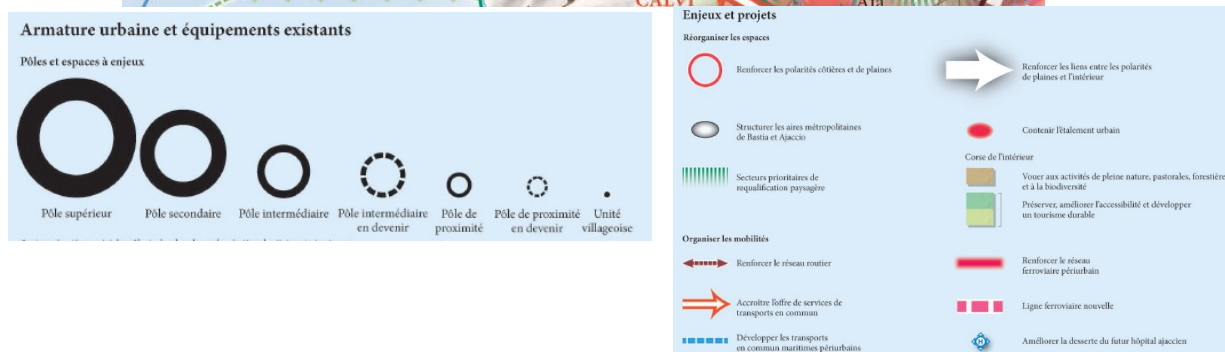 CALVI
Afa
Armature urbaine et équipements existants
Pôles et espaces à enjeux
Pôle supérieur
Pôle secondaire
Pôle intermédiaire
Pôle intermédiaire
en devenir
Pôle de
proximité
Pôle de proximité
en devenir
Unité
villageoise
Enjeux et projets
Réorganiser les espaces
Renforcer les polarités côtières et de plaines
Structurer les aires métropolitaines
de Bastia et Ajaccio
Secteurs prioritaires de
requalification paysagère
Organiser les mobilités
Renforcer le réseau routier
Accroître l'offre de services de
transports en commun
Développer les transports
en commun maritimes périurbains
Renforcer les liens entre les polarités
de plaines et l'intérieur
Contenir l'étalement urbain
Corse de l'intérieur
Vouer aux activités de pleine nature, pastorales, forestière
et à la biodiversité
Préserver, améliorer l'accessibilité et développer
un tourisme durable
Renforcer le réseau
ferroviaire périurbain
Ligne ferroviaire nouvelle
H
Améliorer la desserte du futur hôpital ajaccien